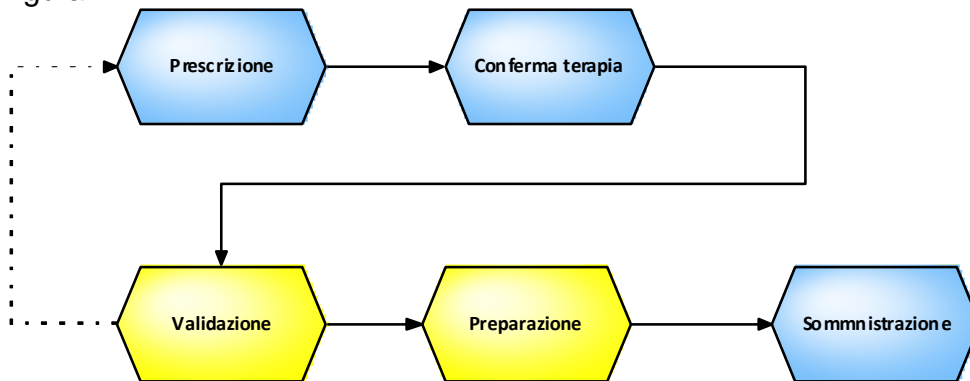 Prescrizione
Conferma terapia
Validazione
Preparazione
Sommnistrazione